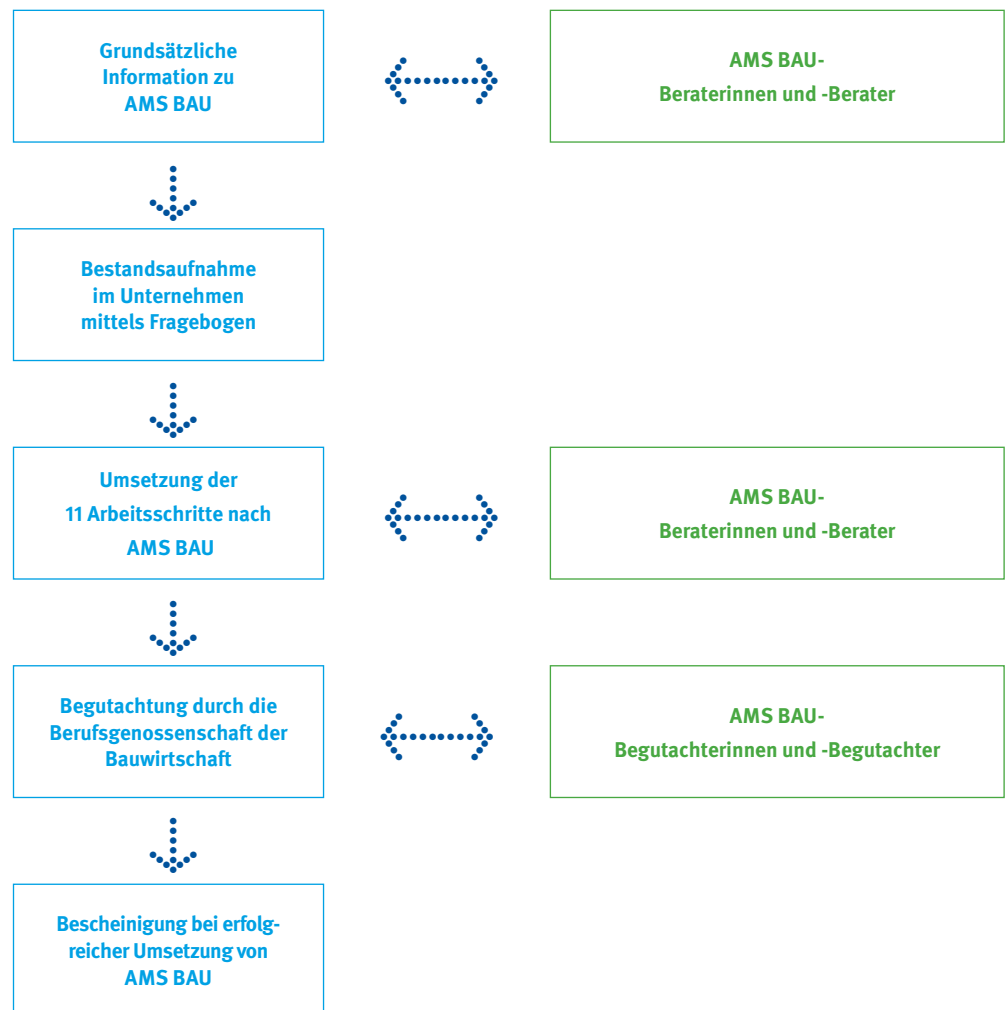 Grundsätzliche
Information zu
AMS BAU
AMS BAU-
Beraterinnen und -Berater
Bestandsaufnahme
im Unternehmen
mittels Fragebogen
Umsetzung der
11 Arbeitsschritte nach
AMS BAU
AMS BAU-
Beraterinnen und -Berater
Begutachtung durch die
Berufsgenossenschaft der
Bauwirtschaft
AMS BAU-
Begutachterinnen und -Begutachter
Bescheinigung bei erfolg-
reicher Umsetzung von
AMS BAU